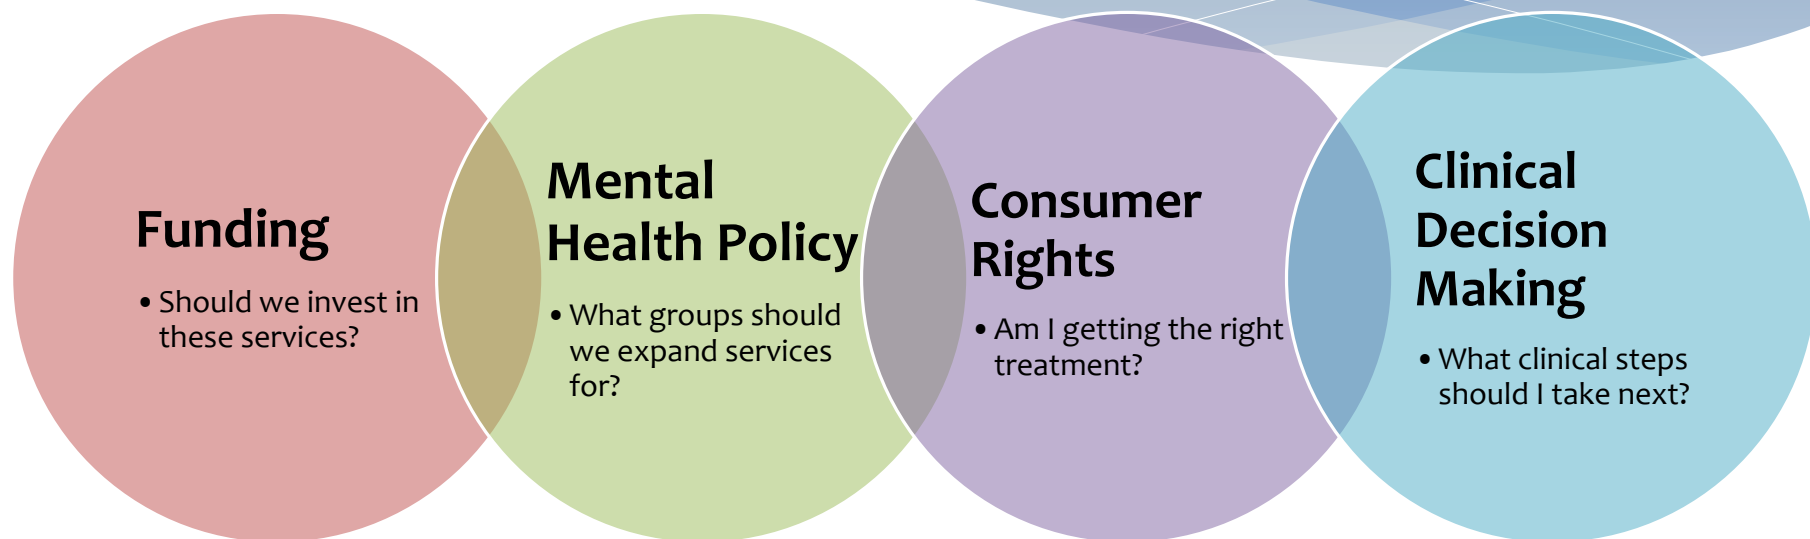 Funding
• Should we invest in
these services?
Mental
Health Policy
• What groups should
we expand services
for?
Consumer
Rights
• Am I getting the right
treatment?
Clinical
Decision
Making
• What clinical steps
should I take next?